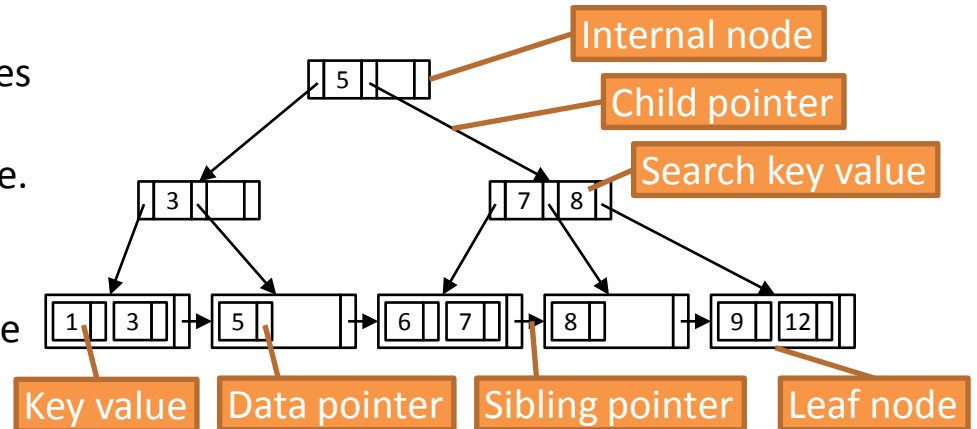 Internal node
es
5
Child pointer
e.
Search key value
3
7 8
e
1 3 5 6 7 8 9 12
Key value Data pointer Sibling pointer Leaf node